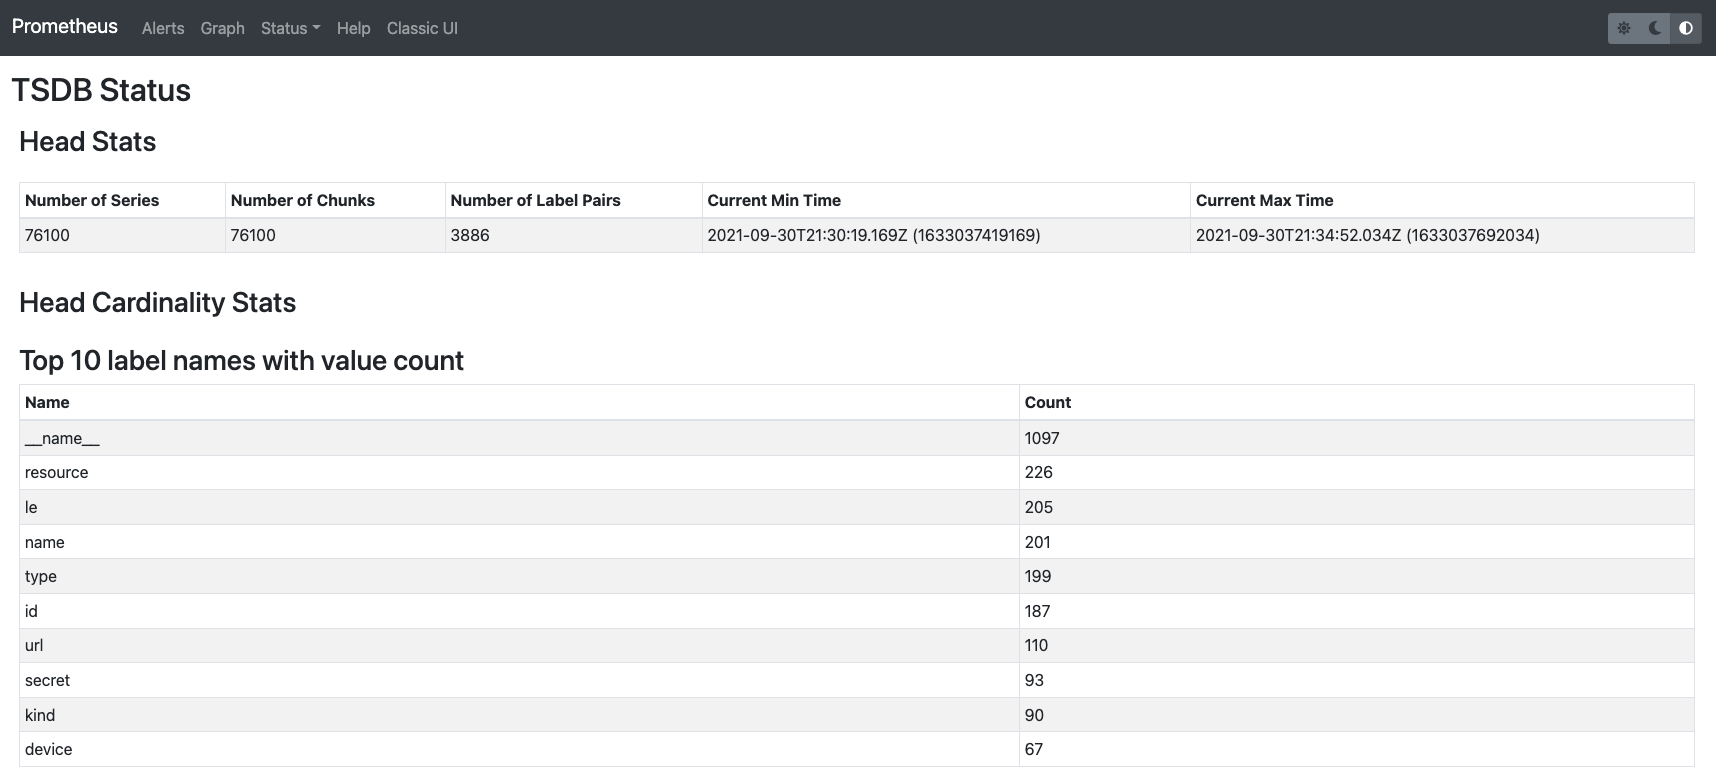 Prometheus Alerts Graph Status Help Classic UI
TSDB Status
Head Stats
Number of Series Number of Chunks Number of Label Pairs Current Min Time Current Max Time
76100 76100 3886 2021-09-30T21:30:19.169Z (1633037419169) 2021-09-30T21:34:52.034Z (1633037692034)
Head Cardinality Stats
Top 10 label names with value count
Name Count
__name__ 1097
resource 226
le 205
name 201
type 199
id 187
url 110
secret 93
kind 90
device 67